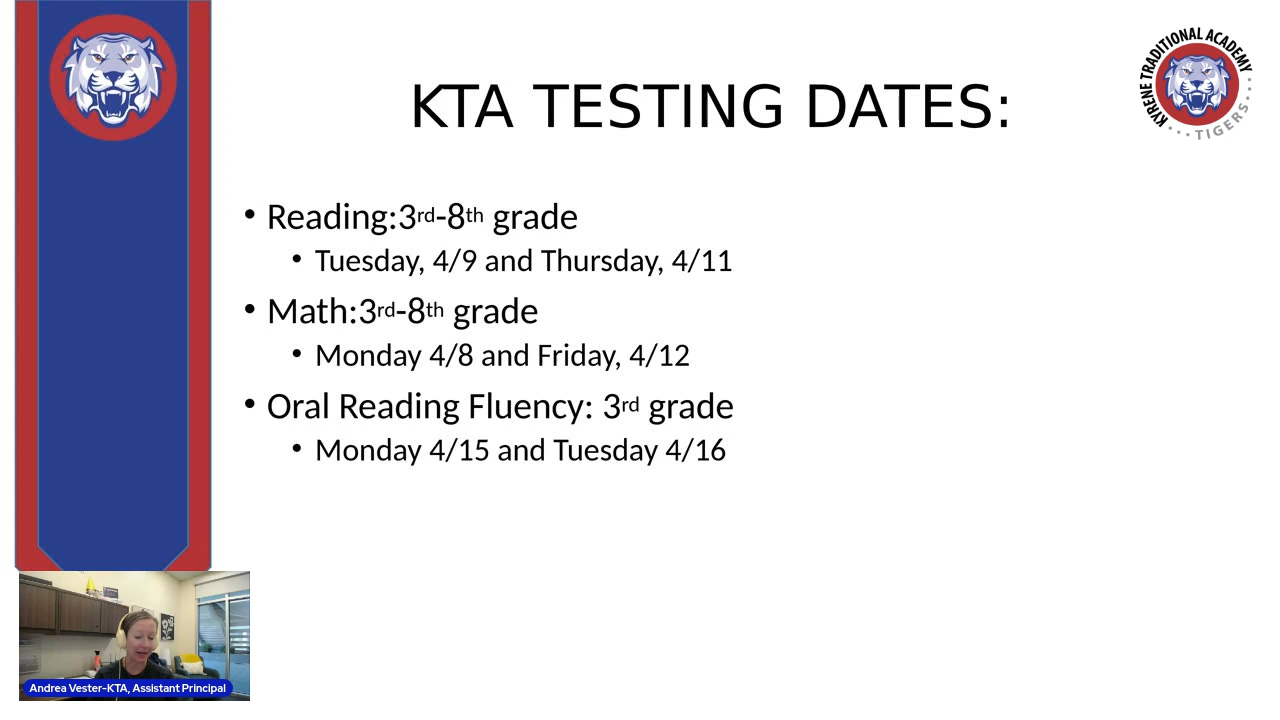 KTA TESTING DATES:
KYRENE TRADITIONAL ACADEMY
TIGERS
• Reading:3rd-8th grade
• Tuesday, 4/9 and Thursday, 4/11
• Math:3rd-8th grade
• Monday 4/8 and Friday, 4/12
• Oral Reading Fluency: 3rd grade
• Monday 4/15 and Tuesday 4/16
Andrea Vester-KTA, Assistant Principal